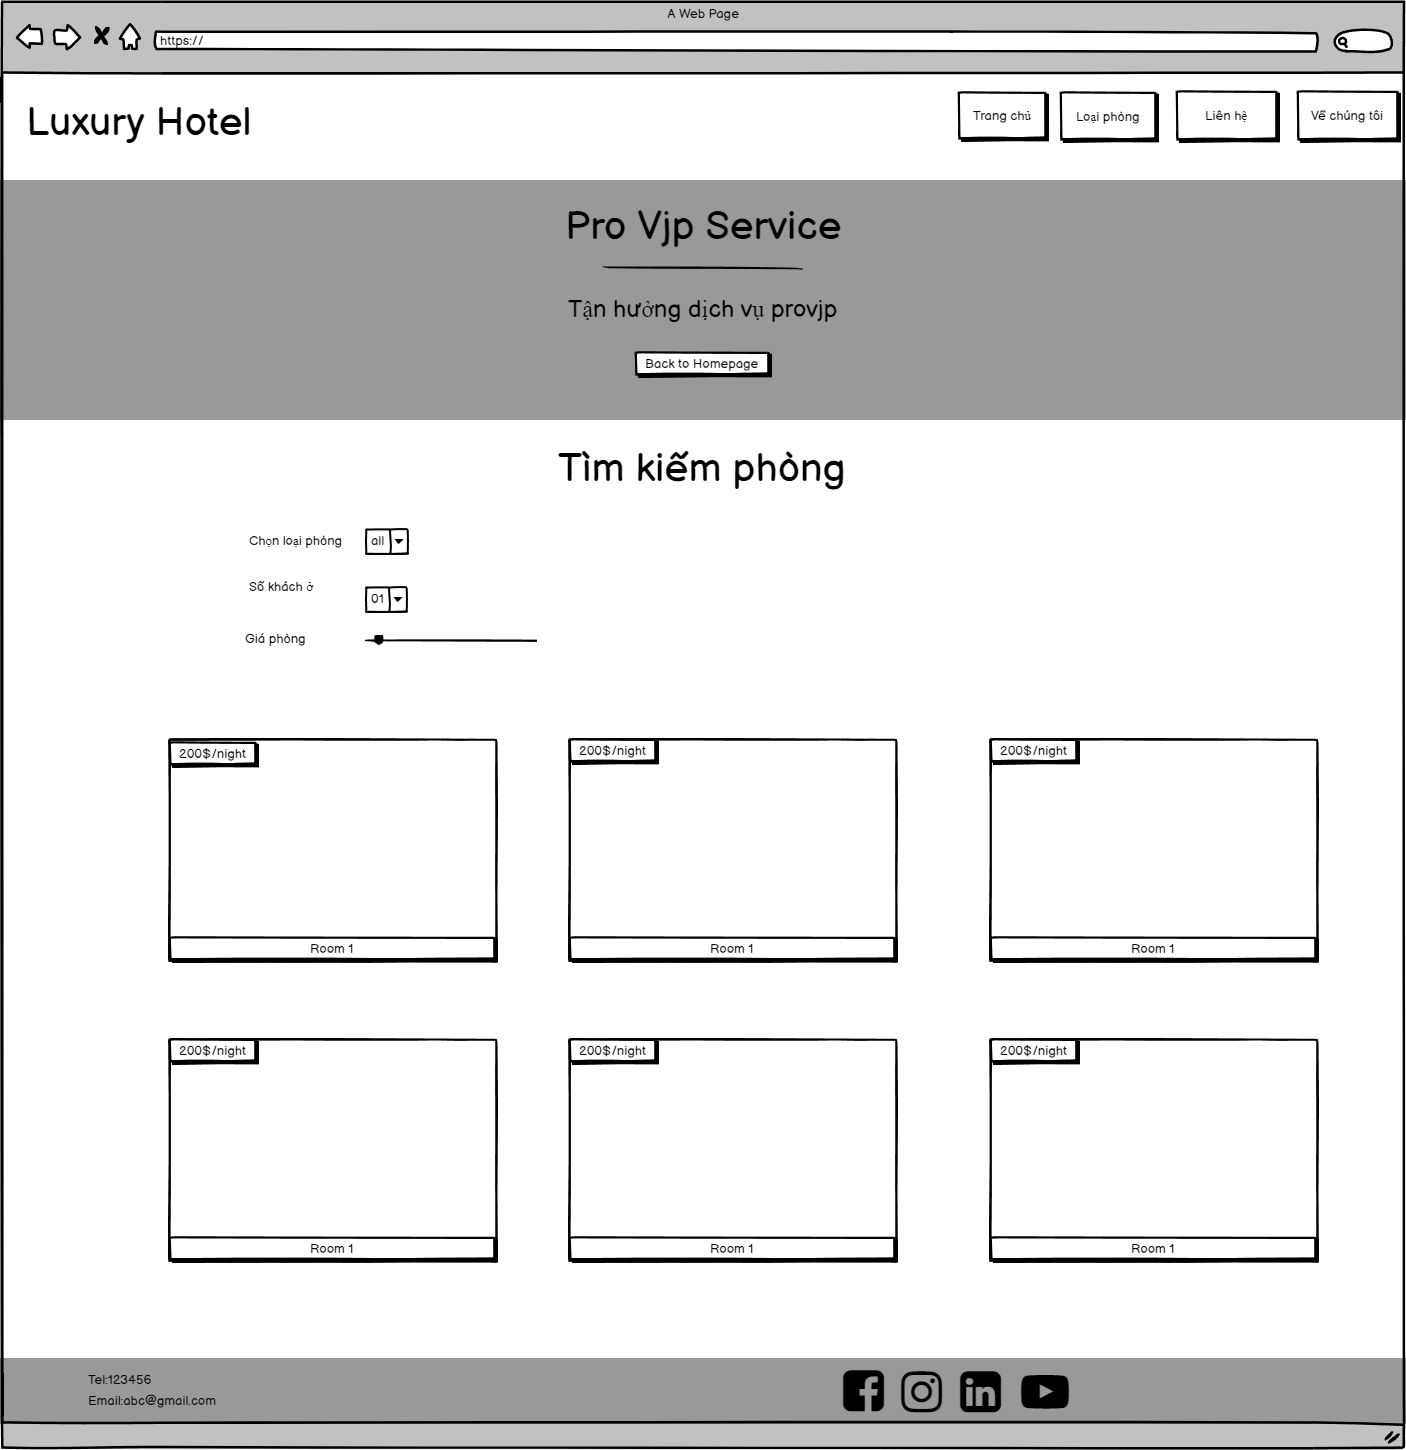 A Web Page
https://
Luxury Hotel
Trang chủ
Loại phòng
Liên hệ
Về chúng tôi
Pro Vjp Service
Tận hưởng dịch vụ provjp
Back to Homepage
Tìm kiếm phòng
Chọn loại phòng
all
Số khách ở
01
Giá phòng
200$/night
200$/night
200$/night
Room 1
Room 1
Room 1
200$/night
200$/night
200$/night
Room 1
Room 1
Room 1
Tel:123456
Email:abc@gmail.com